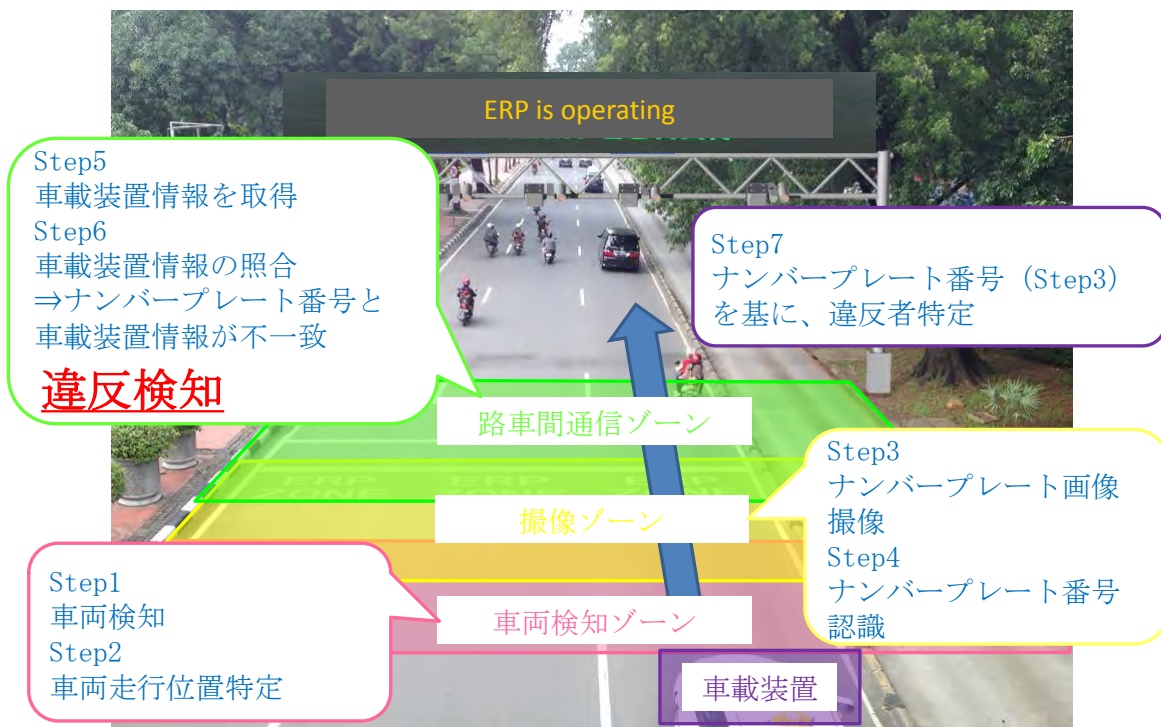 ERP is operating
Step5
車載装置情報を取得
Step6
車載装置情報の照合
⇒ナンバープレート番号と
車載装置情報が不一致
違反検知
Step7
ナンバープレート番号（Step3）
を基に、違反者特定
路車間通信ゾーン
Step3
ナンバープレート画像
撮像
Step4
ナンバープレート番号
認識
ERP ERP ERP
ZONE ZONE ZONE
撮像ゾーン
Step1
車両検知
Step2
車両走行位置特定
車両検知ゾーン
車載装置